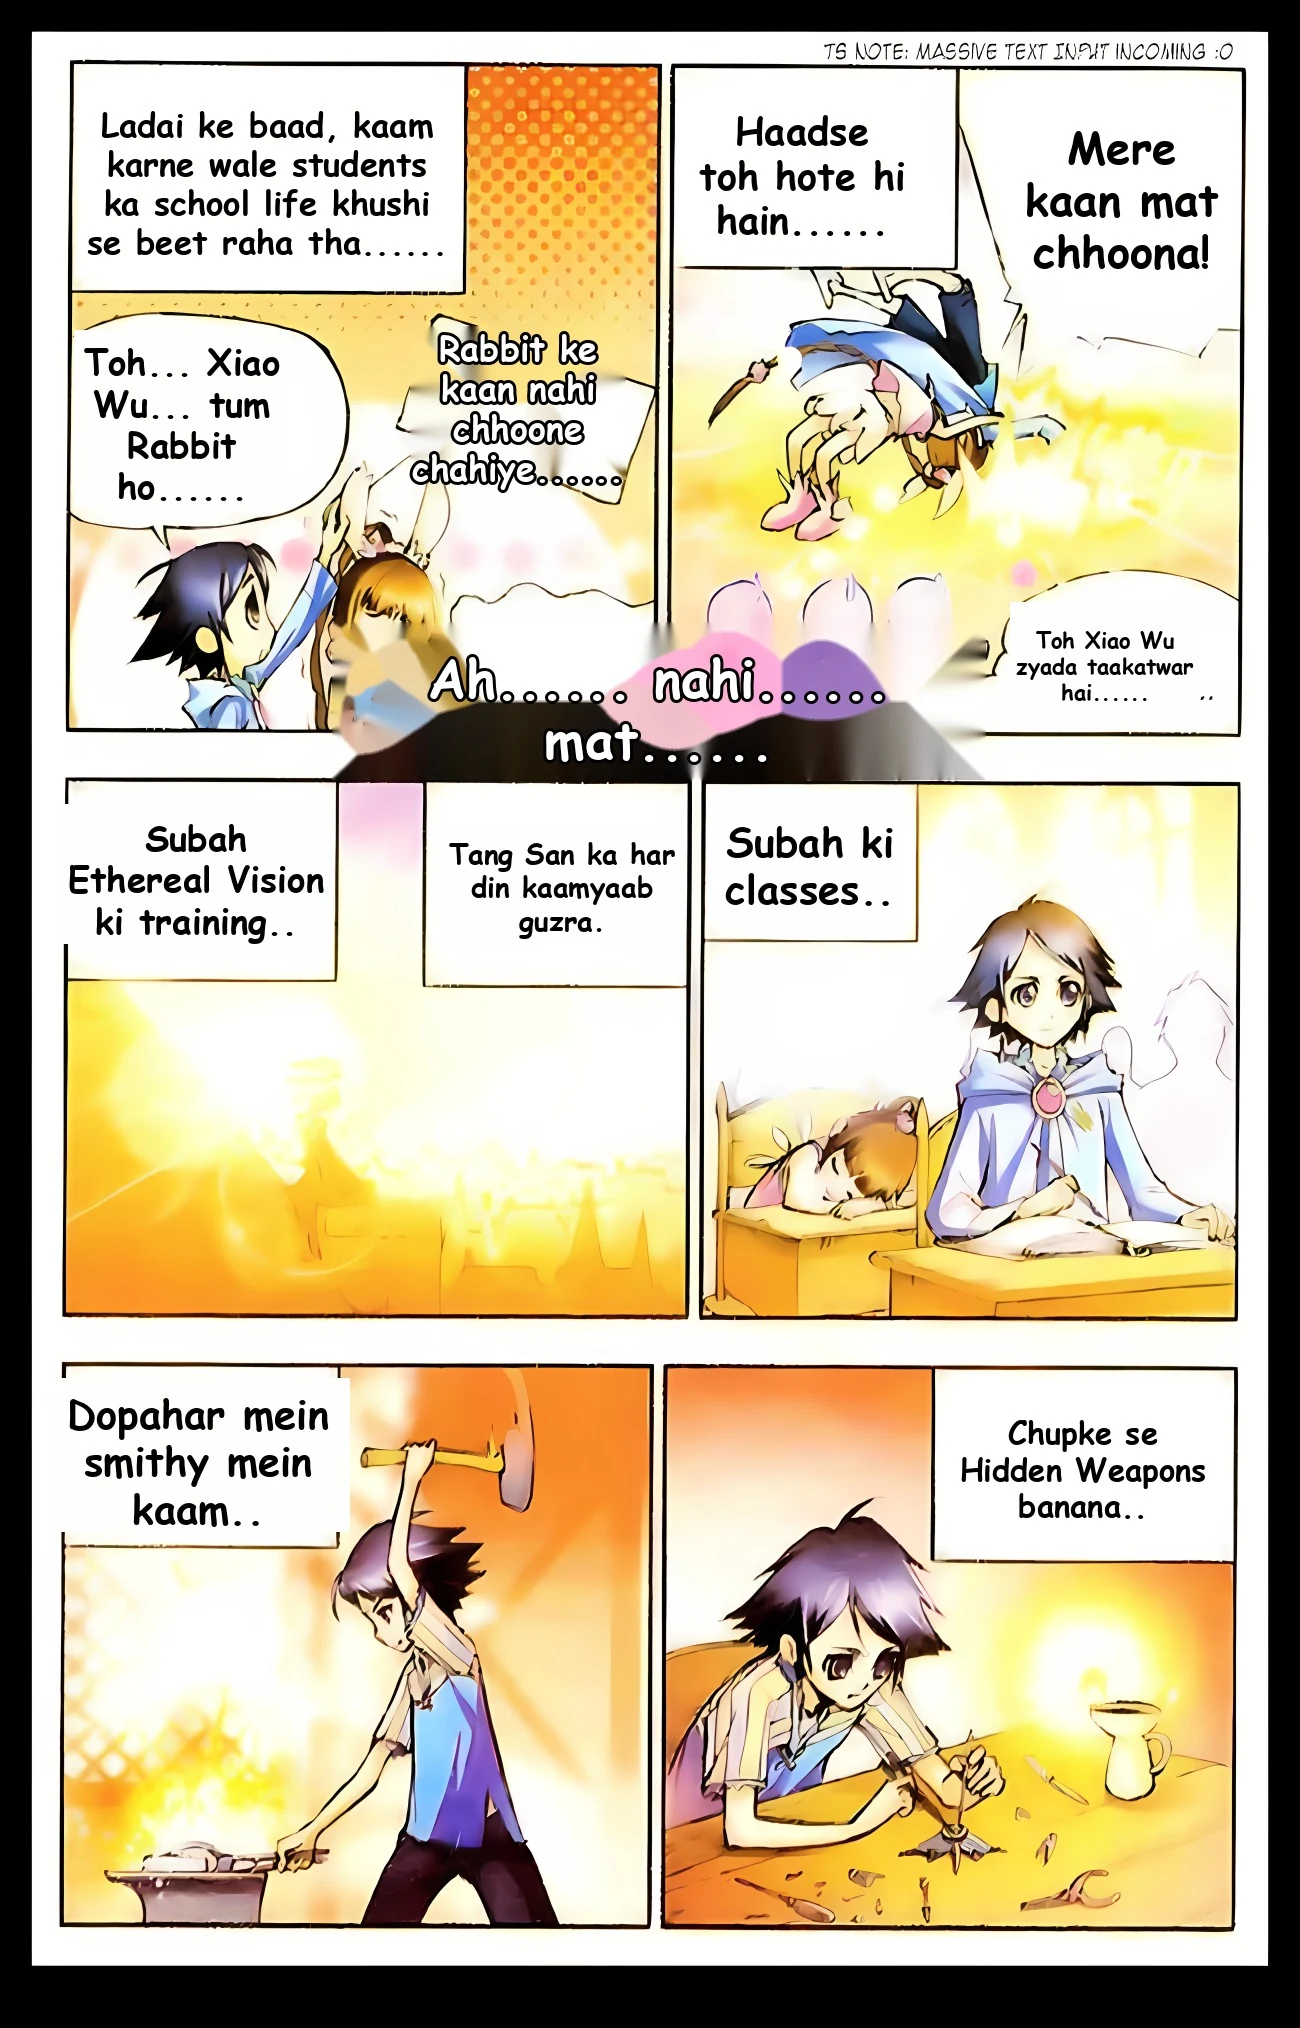 TS NOTE: MASSIVE TEXT INPUT INCOMING :O
Ladai ke baad, kaam
karne wale students
ka school life khushi
se beet raha tha......
Toh... Xiao
Wu... tum
Rabbit
ho......
Rabbit ke
kaan nahi
chhoone
chahiye......
Haadse
toh hote hi
hain......
Mere
kaan mat
chhoona!
Ah...... nahi......
mat......
Toh Xiao Wu
zyada taakatwar
hai...... ..
Subah
Ethereal Vision
ki training..
Tang San ka har
din kaamyaab
guzra.
Subah ki
classes..
Dopahar mein
smithy mein
kaam..
Chupke se
Hidden Weapons
banana..